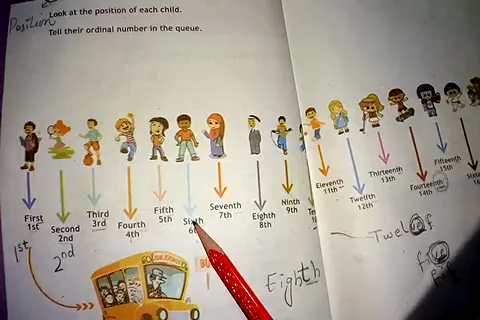 Position
Look at the position of each child.
Tell their ordinal number in the queue.
First
1st
Second
2nd
Third
3rd
Fourth
4th
Fifth
5th
Sixth
Seventh
7th
Eighth
8th
Ninth
9th
Eleventh
11th
Twelfth
12th
Thirteenth
13th
Fourteenth
14th
Fifteenth
15th
1st
2nd
Eighth